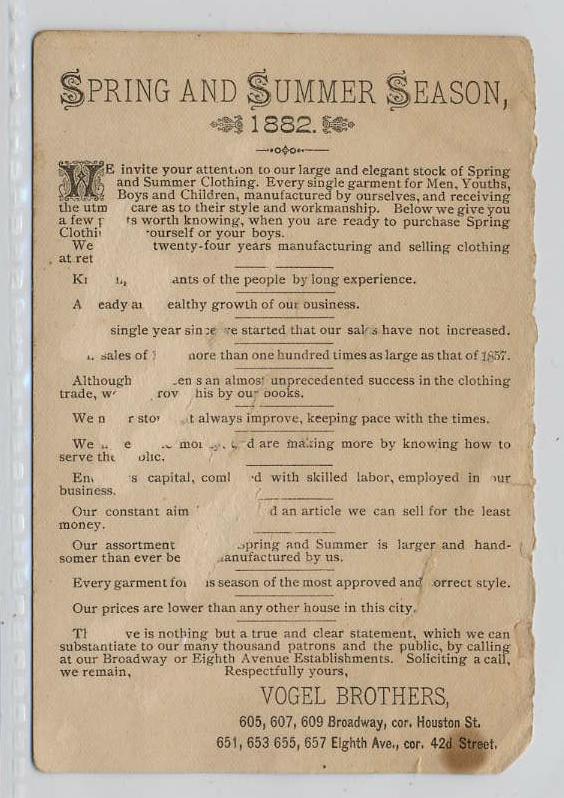 SPRING AND SUMMER SEASON,
1882.
WE invite your attention to our large and elegant stock of Spring
and Summer Clothing. Every single garment for Men, Youths,
Boys and Children, manufactured by ourselves, and receiving
the care as to their style and workmanship. Below we give you
a few worth knowing, when you are ready to purchase Spring
or your boys.
We twenty-four years manufacturing and selling clothing
at
of the people by long experience.
A growth of our business.
single year since we started that our sales have not increased.
sales of more than one hundred times as large as that of 1857.
Although an almost unprecedented success in the clothing
trade, this by our books.
We always improve, keeping pace with the times.
We are making more by knowing how to
serve the
capital, with skilled labor, employed in our
business.
Our constant aim an article we can sell for the least
money.
Our assortment Spring and Summer is larger and hand-
somer than ever manufactured by us.
Every garment for season of the most approved and correct style.
Our prices are lower than any other house in this city.
is nothing but a true and clear statement, which we can
substantiate to our many thousand patrons and the public, by calling
at our Broadway or Eighth Avenue Establishments. Soliciting a call,
we remain, Respectfully yours,
VOGEL BROTHERS,
605, 607, 609 Broadway, cor. Houston St.
651, 653 655, 657 Eighth Ave., cor. 42d Street.